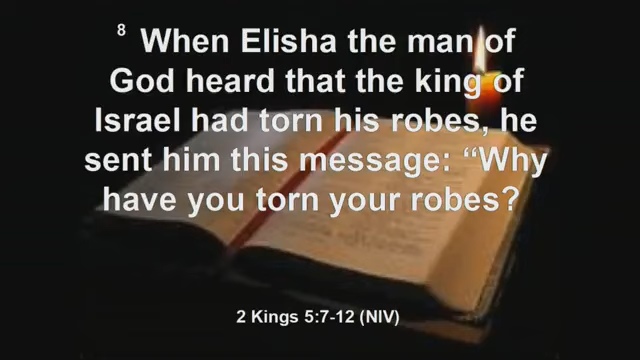 8 When Elisha the man of
God heard that the king of
Israel had torn his robes, he
sent him this message: “Why
have you torn your robes?
2 Kings 5:7-12 (NIV)